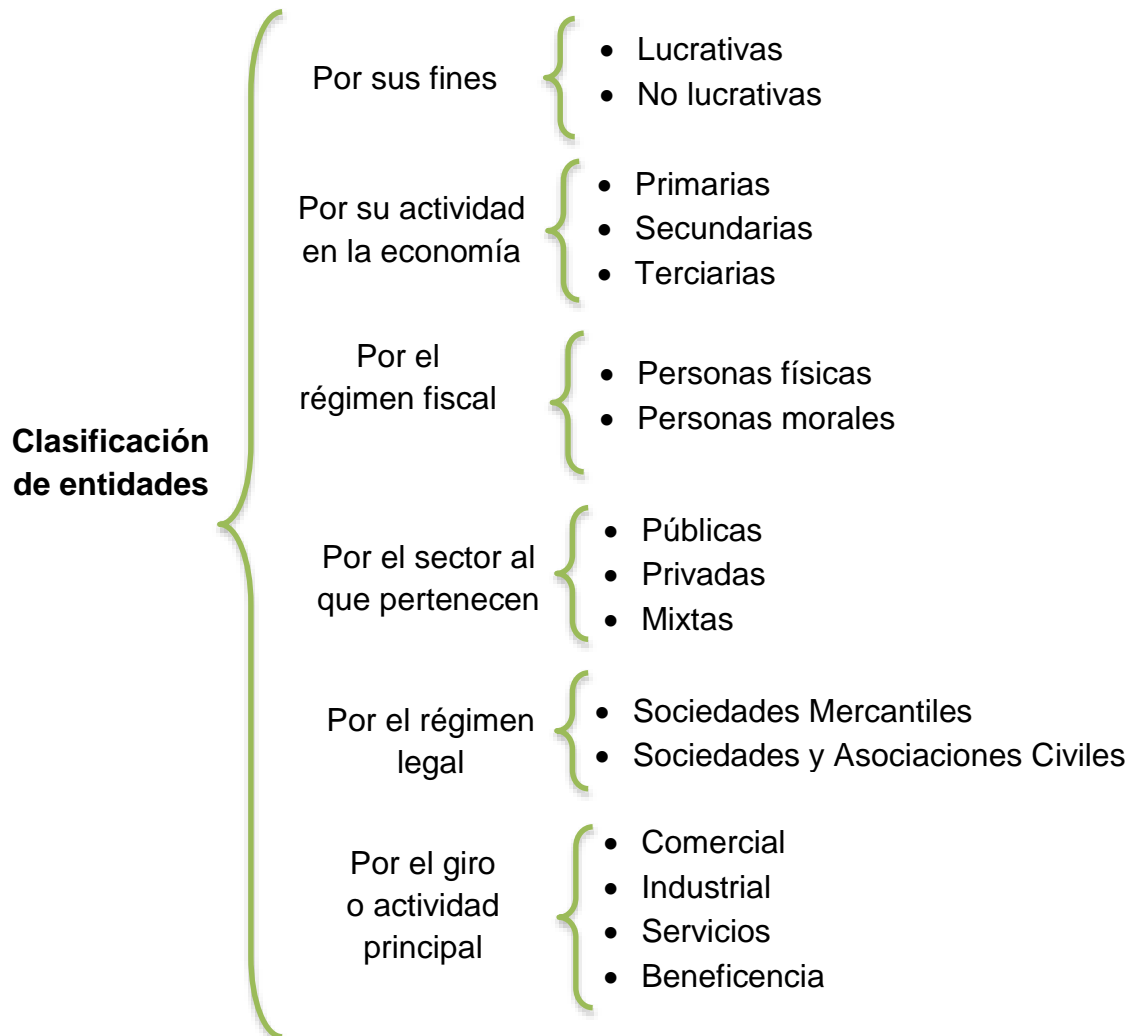 Clasificación
de entidades
Por sus fines
• Lucrativas
• No lucrativas
Por su actividad
en la economía
• Primarias
• Secundarias
• Terciarias
Por el
régimen fiscal
• Personas físicas
• Personas morales
Por el sector al
que pertenecen
• Públicas
• Privadas
• Mixtas
Por el régimen
legal
• Sociedades Mercantiles
• Sociedades y Asociaciones Civiles
Por el giro
o actividad
principal
• Comercial
• Industrial
• Servicios
• Beneficencia